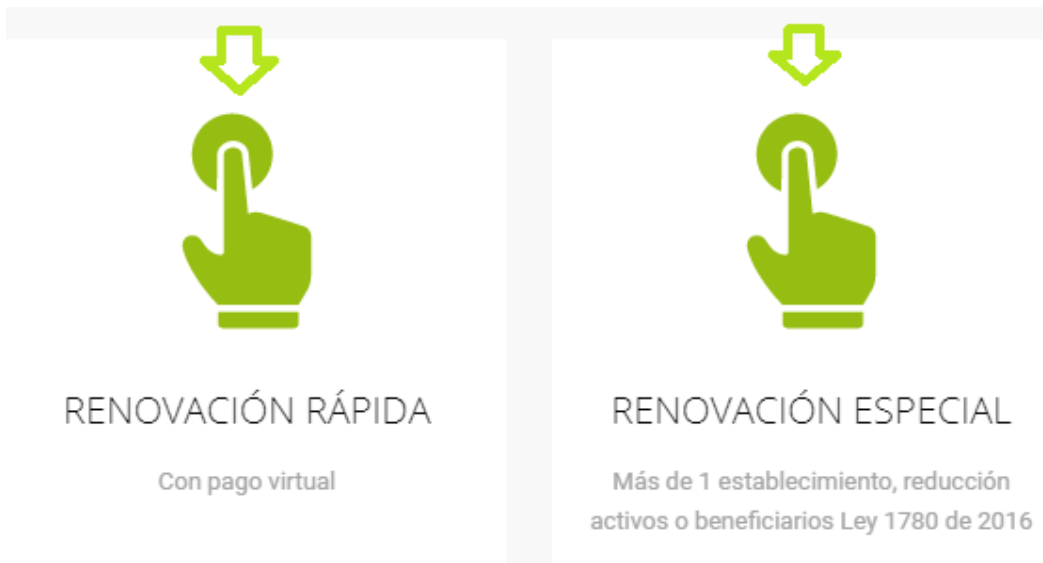 RENOVACIÓN RÁPIDA
Con pago virtual
RENOVACIÓN ESPECIAL
Más de 1 establecimiento, reducción
activos o beneficiarios Ley 1780 de 2016